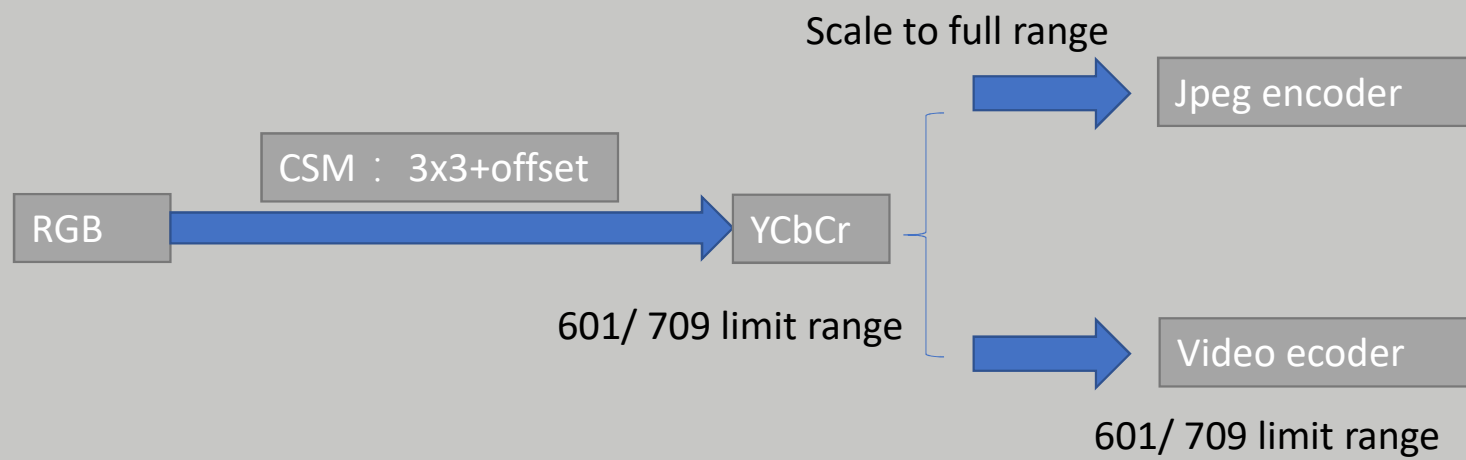 Scale to full range
Jpeg encoder
CSM： 3x3+offset
RGB
YCbCr
601/ 709 limit range
Video ecoder
601/ 709 limit range